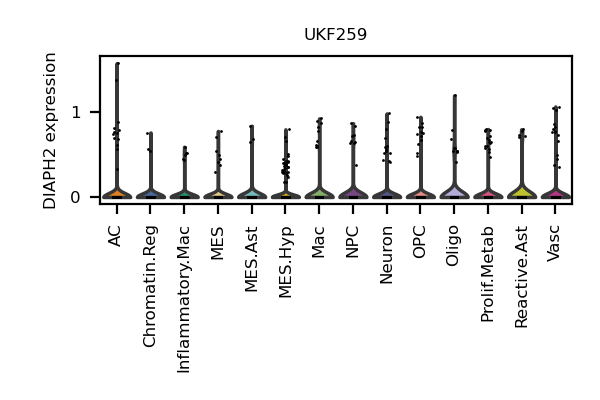 UKF259
DIAPH2 expression
1
0
AC
Chromatin.Reg
Inflammatory.Mac
MES
MES.Ast
MES.Hyp
Mac
NPC
Neuron
OPC
Oligo
Prolif.Metab
Reactive.Ast
Vasc